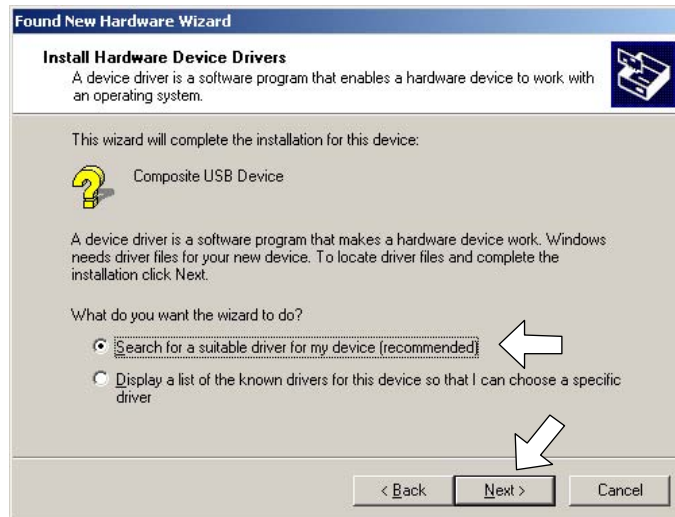 Found New Hardware Wizard
Install Hardware Device Drivers
A device driver is a software program that enables a hardware device to work with
an operating system.
This wizard will complete the installation for this device:
Composite USB Device
A device driver is a software program that makes a hardware device work. Windows
needs driver files for your new device. To locate driver files and complete the
installation click Next.
What do you want the wizard to do?
Search for a suitable driver for my device (recommended)
Display a list of the known drivers for this device so that I can choose a specific
driver
< Back Next > Cancel